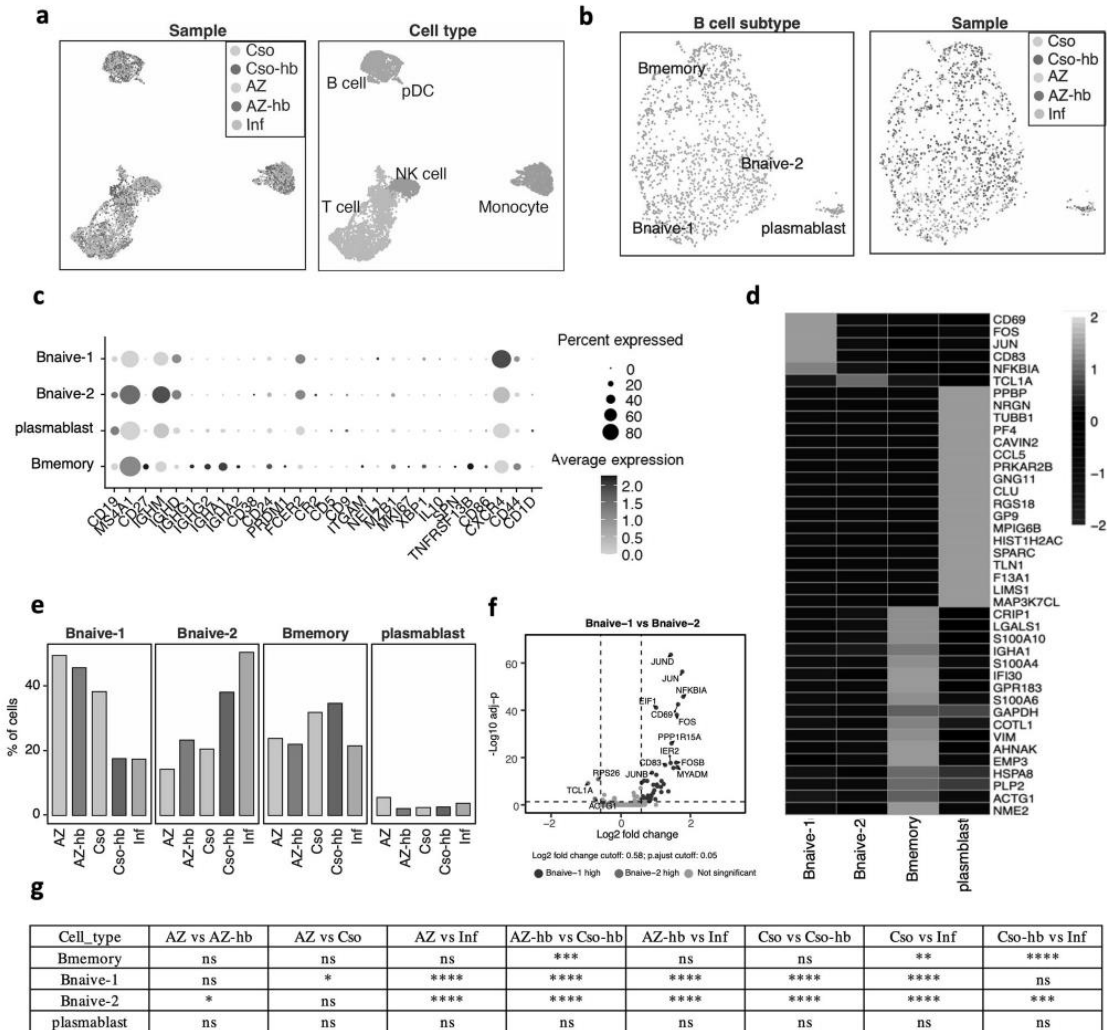 a
Sample
Cso
Cso-hb
AZ
AZ-hb
Inf
Cell type
B cell
pDC
NK cell
T cell
Monocyte
b
B cell subtype
Bmemory
Bnaive-2
Bnaive-1
plasmablast
Sample
Cso
Cso-hb
AZ
AZ-hb
Inf
c
Bnaive-1
Bnaive-2
plasmablast
Bmemory
CD19
MS4A1
CD27
IGHM
IGHD
IGHG1
IGHG2
IGHA1
IGHA2
CD38
CD24
PRDM1
FCER2
CR2
CD5
CD9
ITGAM
NEIL1
MZB1
MKI67
XBP1
IL10
SPN
TNFRSF13B
CD86
CXCR4
CD44
CD1D
Percent expressed
0
20
40
60
80
Average expression
2.0
1.5
1.0
0.5
0.0
d
CD69
FOS
JUN
CD83
NFKBIA
TCL1A
PPBP
NRGN
TUBB1
PF4
CAVIN2
CCL5
PRKAR2B
GNG11
CLU
RGS18
GP9
MPIG6B
HIST1H2AC
SPARC
TLN1
F13A1
LIMS1
MAP3K7CL
CRIP1
LGALS1
S100A10
IGHA1
S100A4
IFI30
GPR183
S100A6
GAPDH
COTL1
VIM
AHNAK
EMP3
HSPA8
PLP2
ACTG1
NME2
Bnaive-1
Bnaive-2
Bmemory
plasmblast
2
1
0
−1
−2
e
Bnaive-1 Bnaive-2 Bmemory plasmablast
% of cells
40
20
0
AZ AZ-hb Cso Cso-hb Inf
AZ AZ-hb Cso Cso-hb Inf
AZ AZ-hb Cso Cso-hb Inf
AZ AZ-hb Cso Cso-hb Inf
f
Bnaive−1 vs Bnaive−2
-Log10 adj−p
60
40
20
0
JUND
JUN
NFKBIA
EIF1
CD69
FOS
PPP1R15A
IER2
CD83
FOSB
JUNB
MYADM
RPS26
TCL1A
ACTG1
−2 0 2
Log2 fold change
Log2 fold change cutoff: 0.58; p.ajust cutoff: 0.05
Bnaive−1 high Bnaive−2 high Not singnificant
g
Cell_type AZ vs AZ-hb AZ vs Cso AZ vs Inf AZ-hb vs Cso-hb AZ-hb vs Inf Cso vs Cso-hb Cso vs Inf Cso-hb vs Inf
Bmemory ns ns ns *** ns ns ** ****
Bnaive-1 ns * **** **** **** **** **** ns
Bnaive-2 * ns **** **** **** **** **** ***
plasmablast ns ns ns ns ns ns ns ns